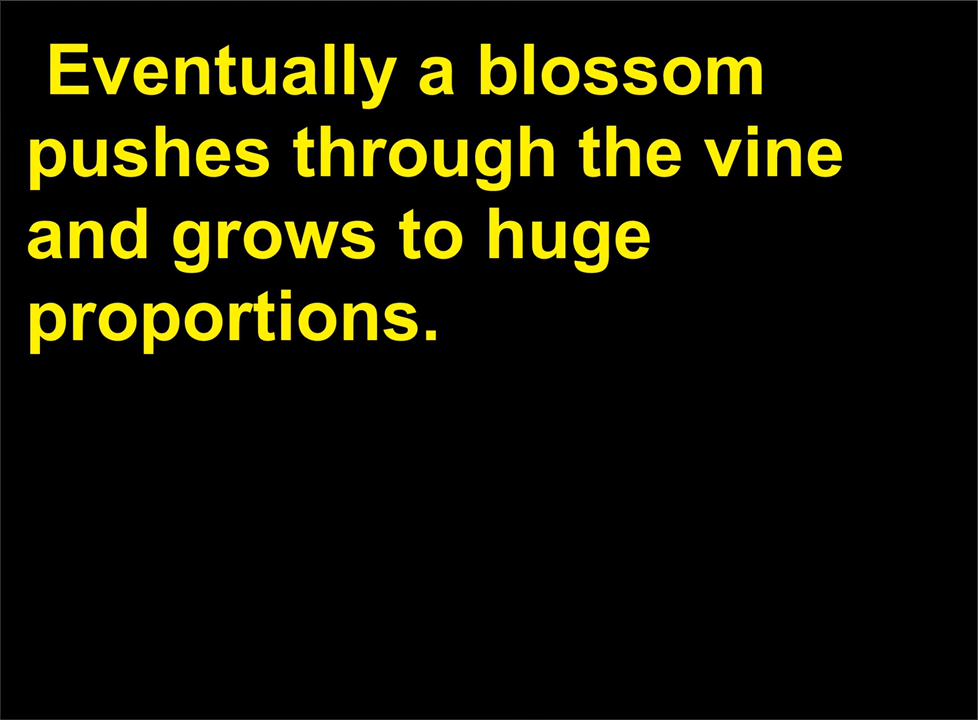 Eventually a blossom
pushes through the vine
and grows to huge
proportions.